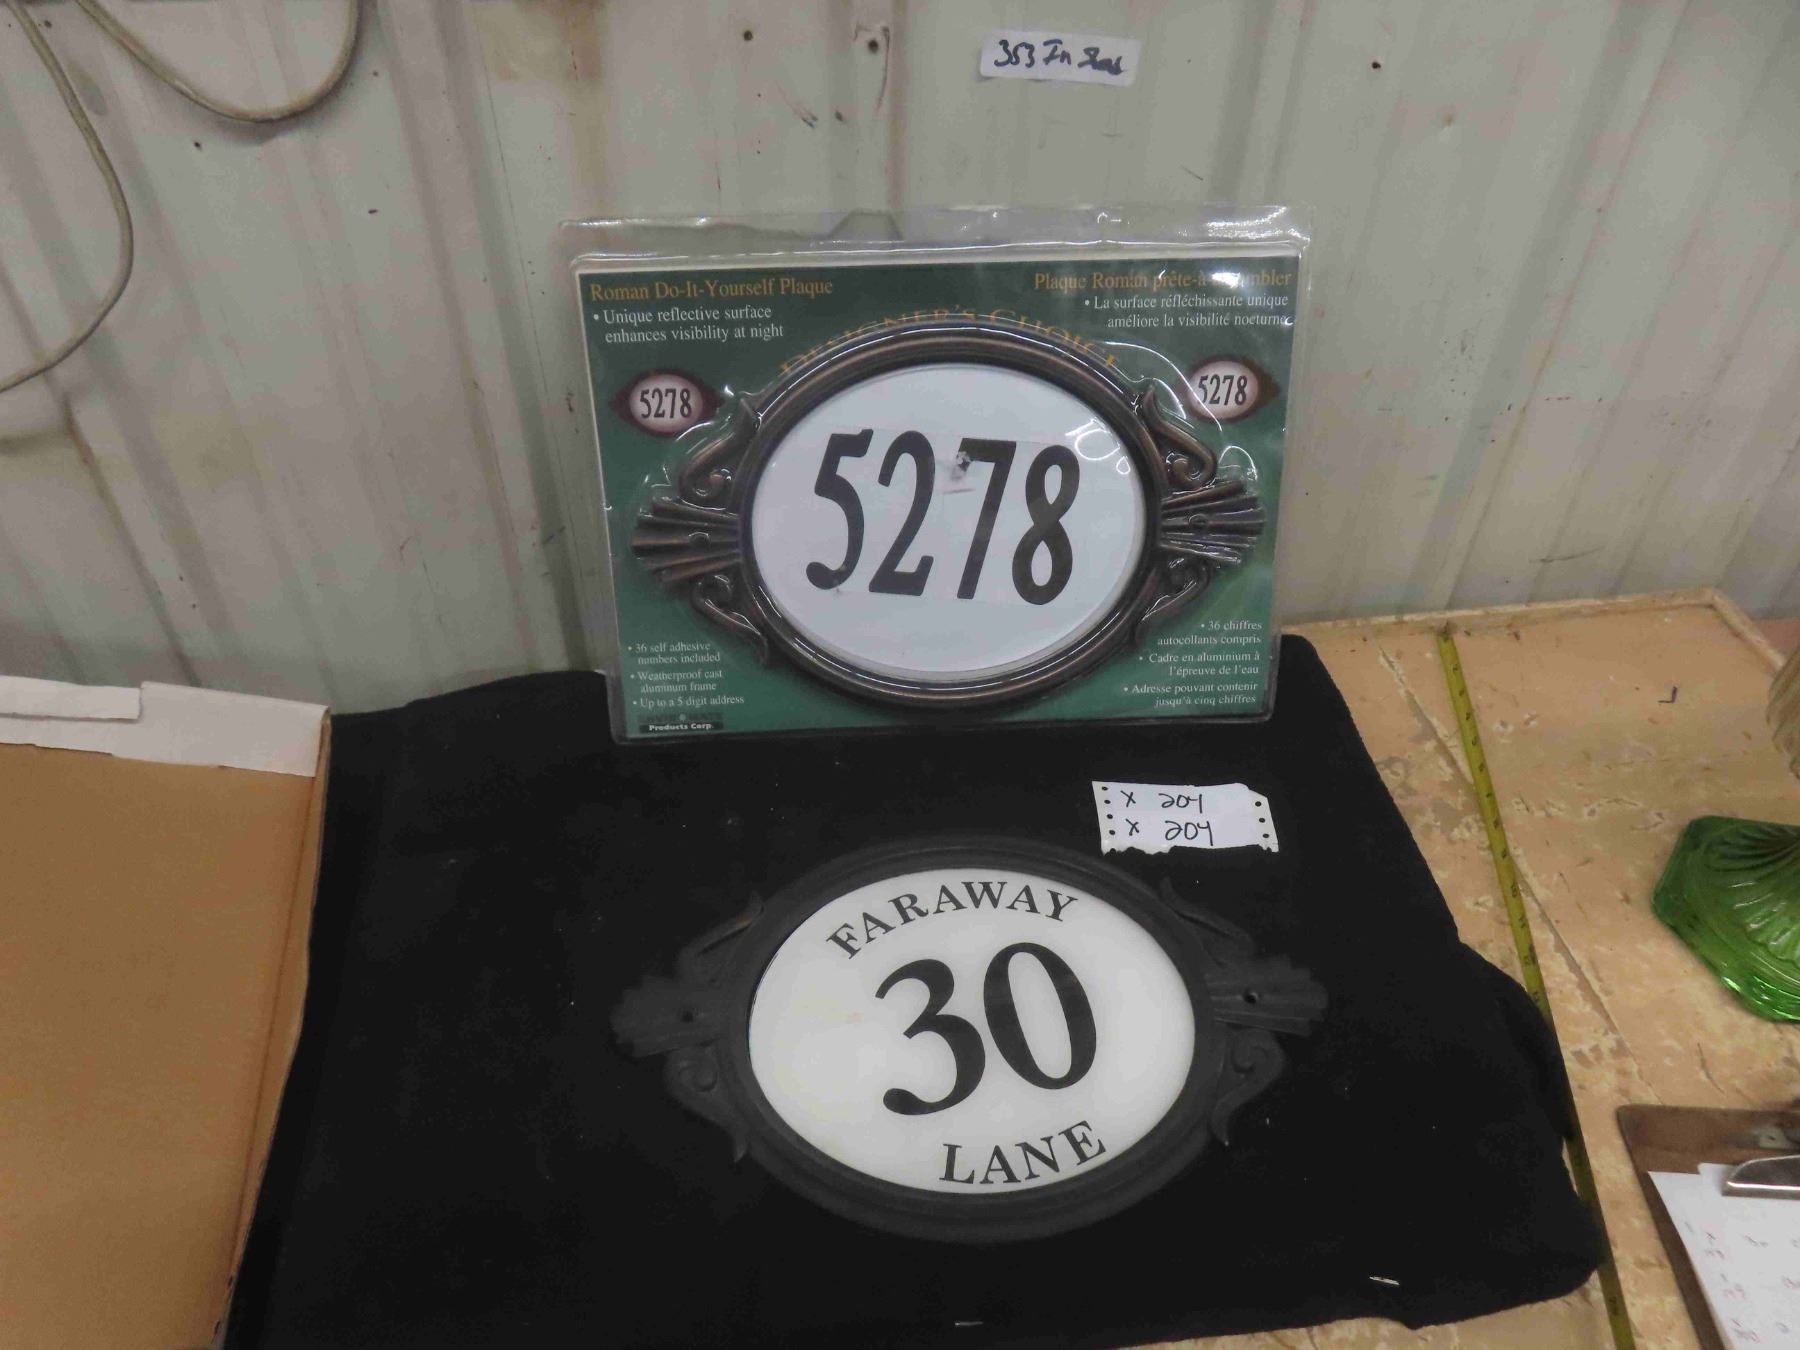 353 In
Roman Do-It-Yourself Plaque
• Unique reflective surface
enhances visibility at night
Plaque Roman prête-à
• La surface réfléchissante unique
améliore la visibilité nocturne
DESIGNER'S CHOICE
5278
5278
5278
• 36 self adhesive
numbers included
• Weatherproof cast
aluminum frame
• Up to a 5 digit address
Products Corp.
• 36 chiffres
autocollants compris
• Cadre en aluminium à
l'épreuve de l'eau
• Adresse pouvant contenir
jusqu'à cinq chiffres
X 204
X 204
FARAWAY
30
LANE